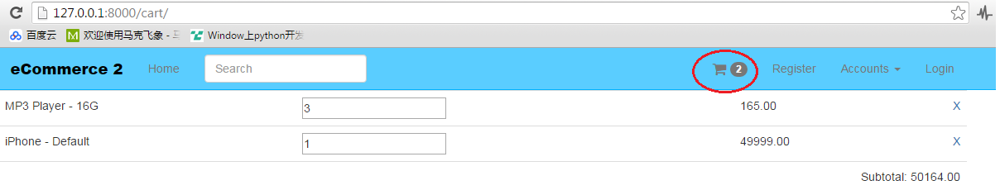 127.0.0.1:8000/cart/
百度云 欢迎使用马克飞象 - 马 Window上python开发
eCommerce 2 Home Search 2 Register Accounts Login
MP3 Player - 16G 3 165.00 X
iPhone - Default 1 49999.00 X
Subtotal: 50164.00